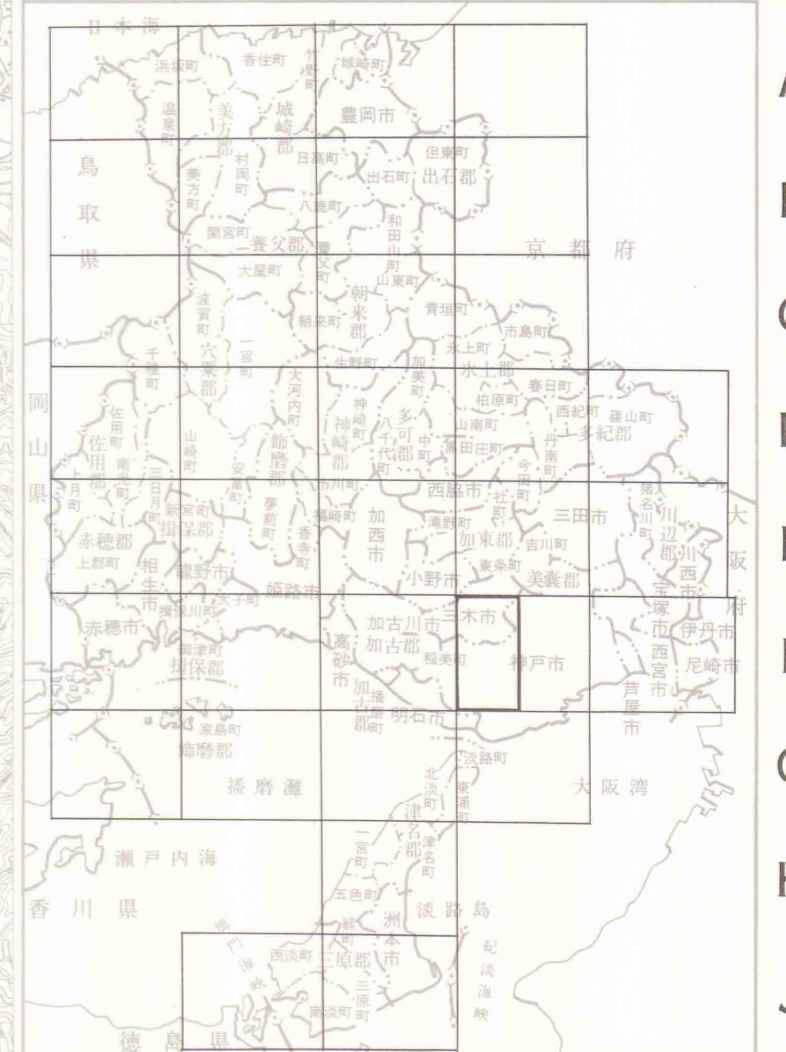 日本海
浜坂町
香住町
竹野町
城崎町
温泉町
美方郡
城崎郡
豊岡市
鳥取県
美方町
村岡町
日高町
出石町
但東町
出石郡
八鹿町
関宮町
養父郡
養父町
和田山町
京都府
大屋町
山東町
波賀町
朝来町
朝来郡
青垣町
市島町
千種町
宍粟郡
一宮町
生野町
加美町
氷上町
氷上郡
春日町
岡山県
佐用町
佐用郡
山崎町
大河内町
神崎町
神崎郡
多可郡
八千代町
中町
柏原町
山南町
西紀町
篠山町
多紀郡
丹南町
今田町
黒田庄町
上月町
南光町
三日月町
安富町
飾磨郡
夢前町
市川町
西脇市
新宮町
揖保郡
福崎町
香寺町
加西市
滝野町
社町
加東郡
三田市
猪名川町
川辺郡
大阪府
赤穂郡
上郡町
相生市
龍野市
姫路市
小野市
東条町
吉川町
美嚢郡
川西市
宝塚市
赤穂市
揖保川町
太子町
御津町
揖保郡
加古川市
加古郡
高砂市
稲美町
三木市
神戸市
西宮市
伊丹市
尼崎市
芦屋市
加古郡
播磨町
明石市
家島町
飾磨郡
播磨灘
淡路町
北淡町
東浦町
大阪湾
津名郡
一宮町
津名町
瀬戸内海
五色町
香川県
淡路島
緑町
洲本市
鳴門海峡
西淡町
三原郡
三原町
南淡町
紀淡海峡
徳島県